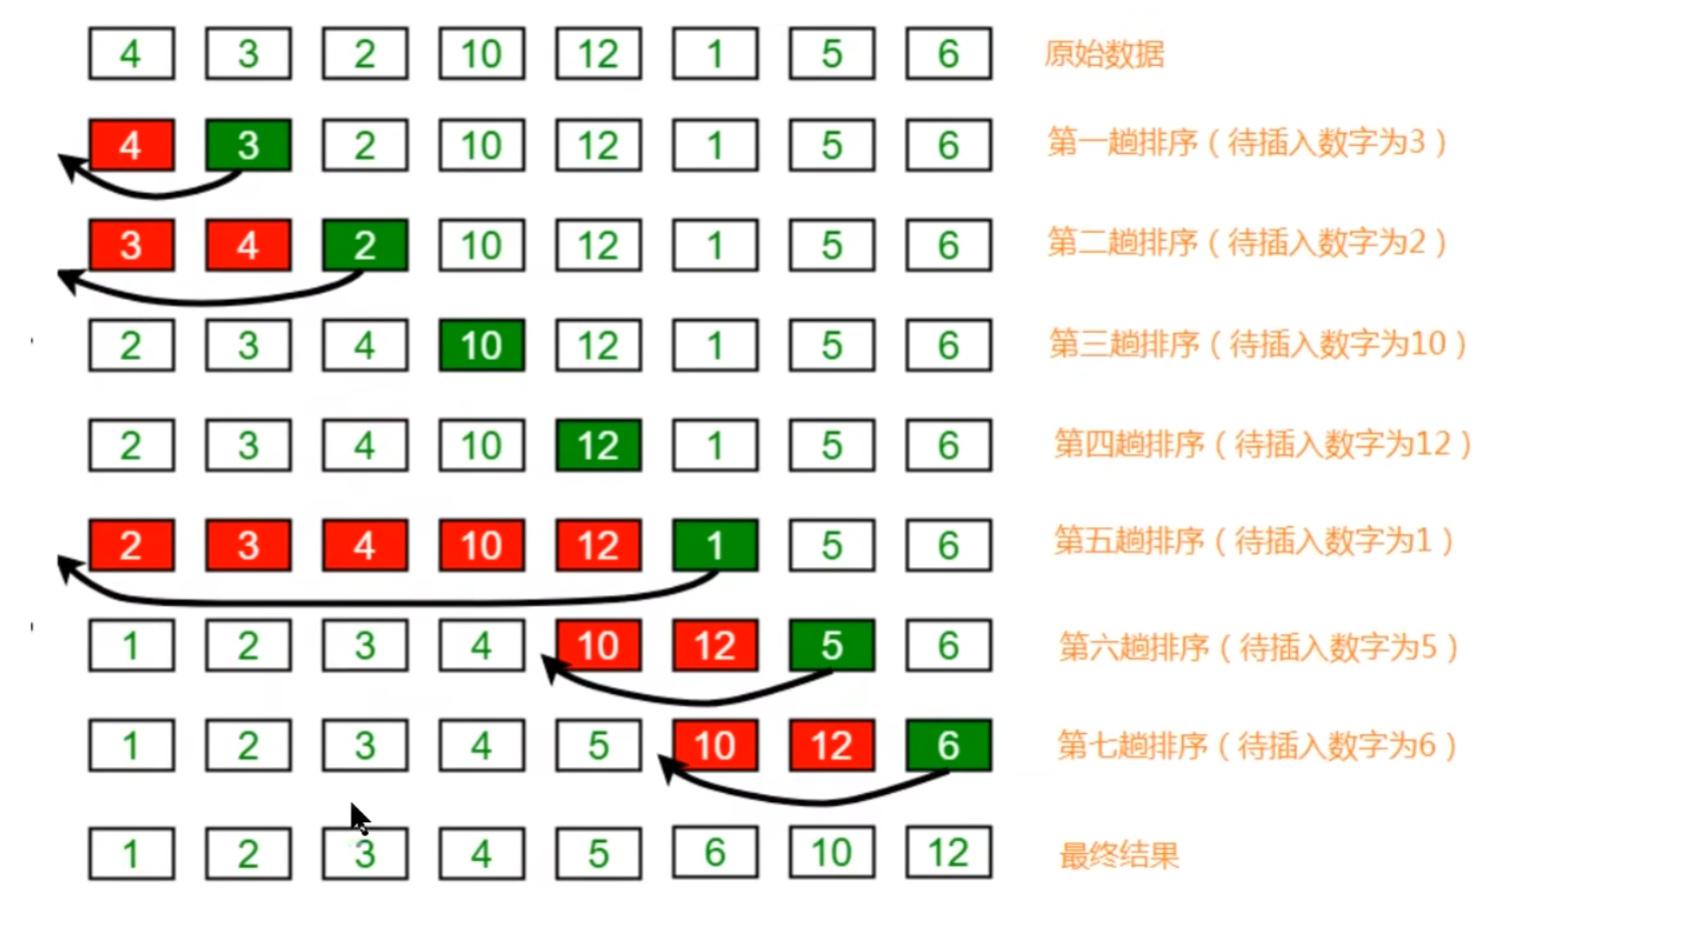 4 3 2 10 12 1 5 6 原始数据
4 3 2 10 12 1 5 6 第一趟排序（待插入数字为3）
3 4 2 10 12 1 5 6 第二趟排序（待插入数字为2）
2 3 4 10 12 1 5 6 第三趟排序（待插入数字为10）
2 3 4 10 12 1 5 6 第四趟排序（待插入数字为12）
2 3 4 10 12 1 5 6 第五趟排序（待插入数字为1）
1 2 3 4 10 12 5 6 第六趟排序（待插入数字为5）
1 2 3 4 5 10 12 6 第七趟排序（待插入数字为6）
1 2 3 4 5 6 10 12 最终结果